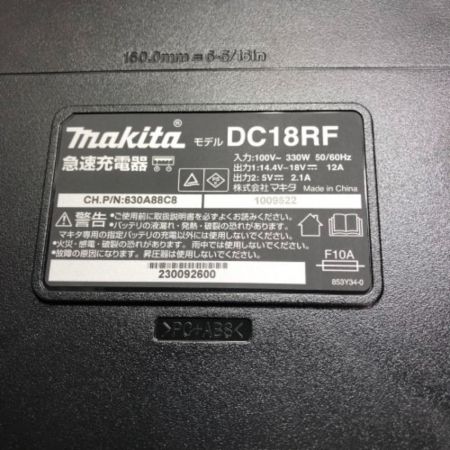 160.0mm = 6-5/16in
makita モデル DC18RF
急速充電器
入力:100V~ 330W 50/60Hz
出力1:14.4V⎓18V⎓ 12A
出力2: 5V⎓ 2.1A
株式会社 マキタ Made in China
CH.P/N:630A88C8
1009522
警告
•ご使用前に取扱説明書を必ずよくお読みください。
•バッテリの液漏れ・発熱・破裂の恐れがあります。
マキタ専用の指定バッテリの充電以外には使用しないでください。
•火災・感電・破裂の恐れがあります。雨中では使用しないでください。
•故障の原因になります。昇圧器は使用しないでください。
F10A
230092600
853Y34-0
>PC+ABS<